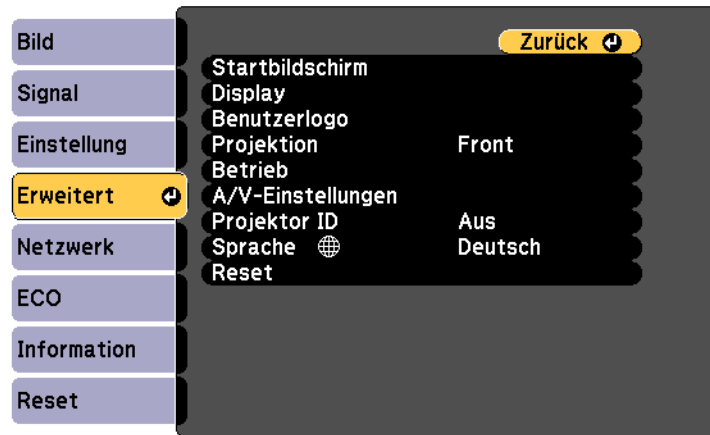 Bild
Signal
Einstellung
Erweitert
Netzwerk
ECO
Information
Reset
Zurück
Startbildschirm
Display
Benutzerlogo
Projektion Front
Betrieb
A/V-Einstellungen
Projektor ID Aus
Sprache Deutsch
Reset